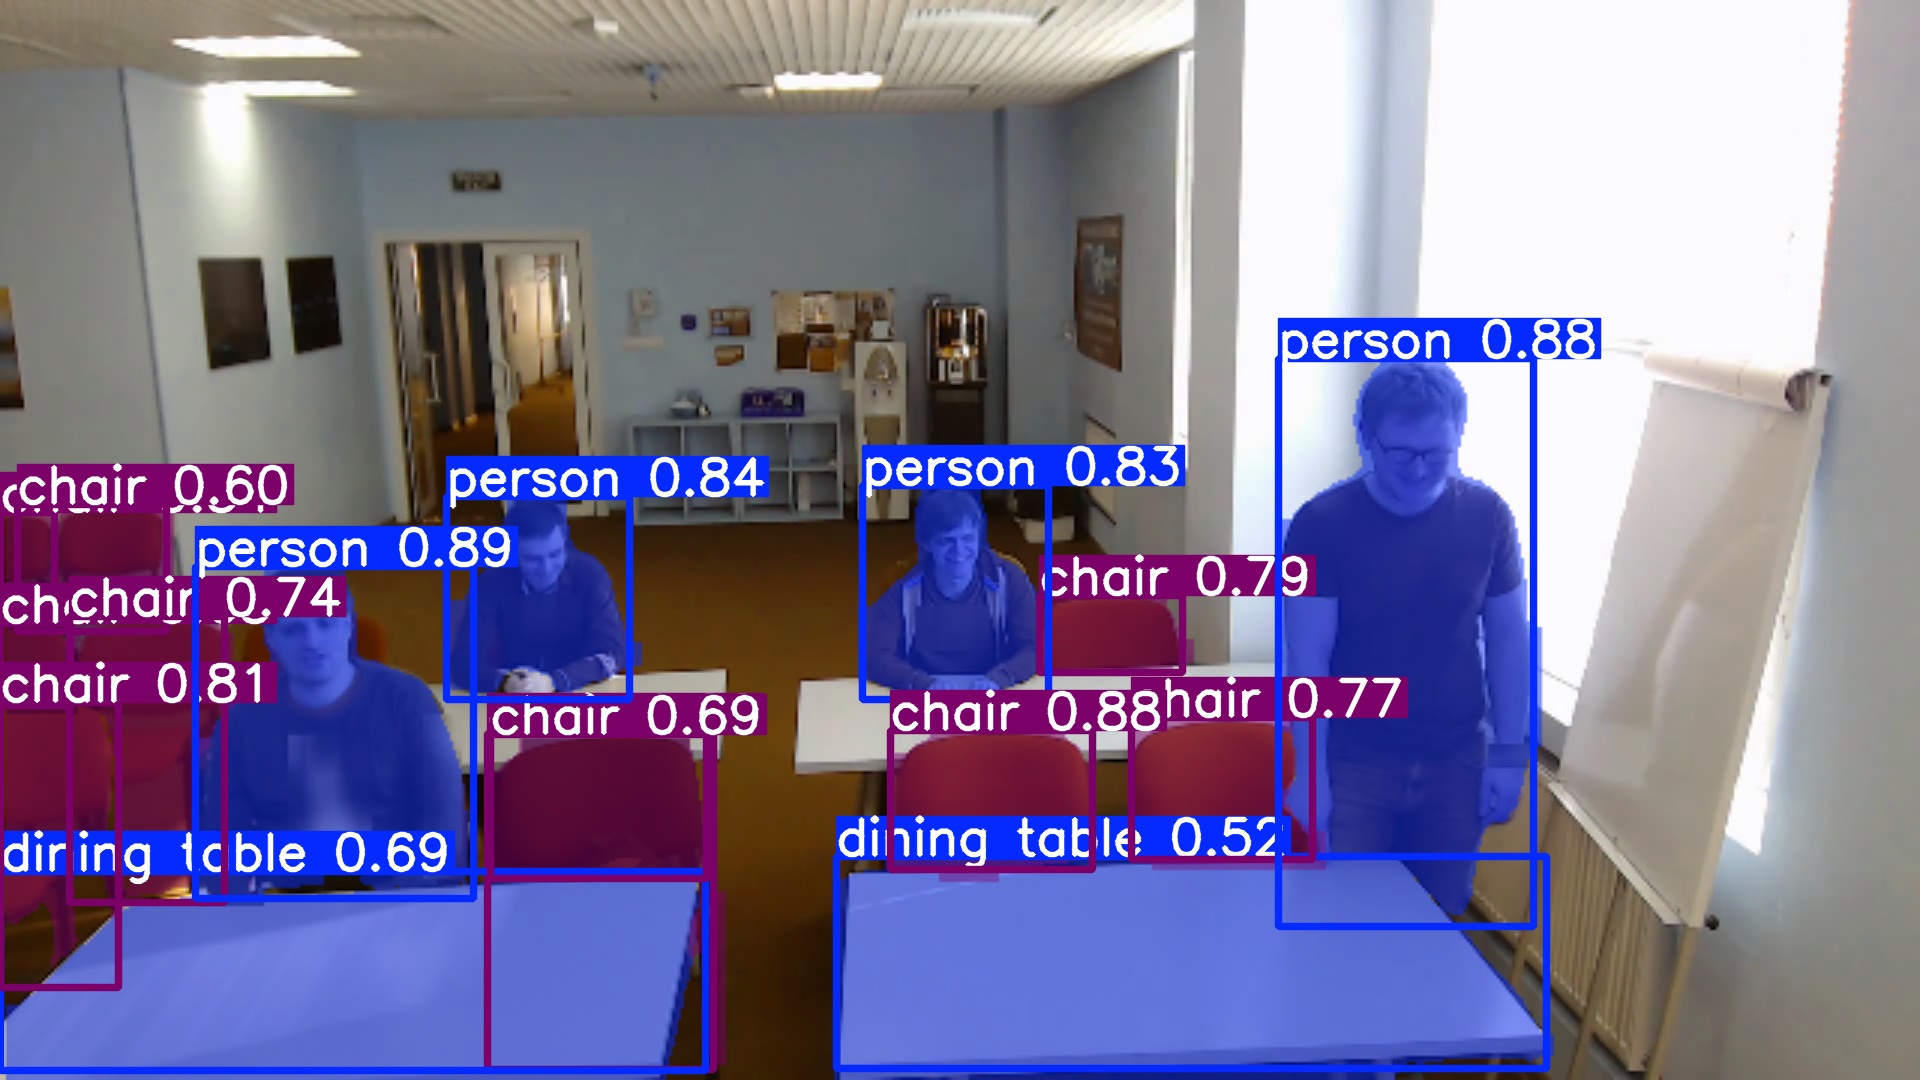 person 0.88
person 0.83
person 0.84
chair 0.60
person 0.89
chair 0.79
chair 0.74
chair 0.81
hair 0.77
chair 0.88
chair 0.69
dining table 0.52
dining table 0.69